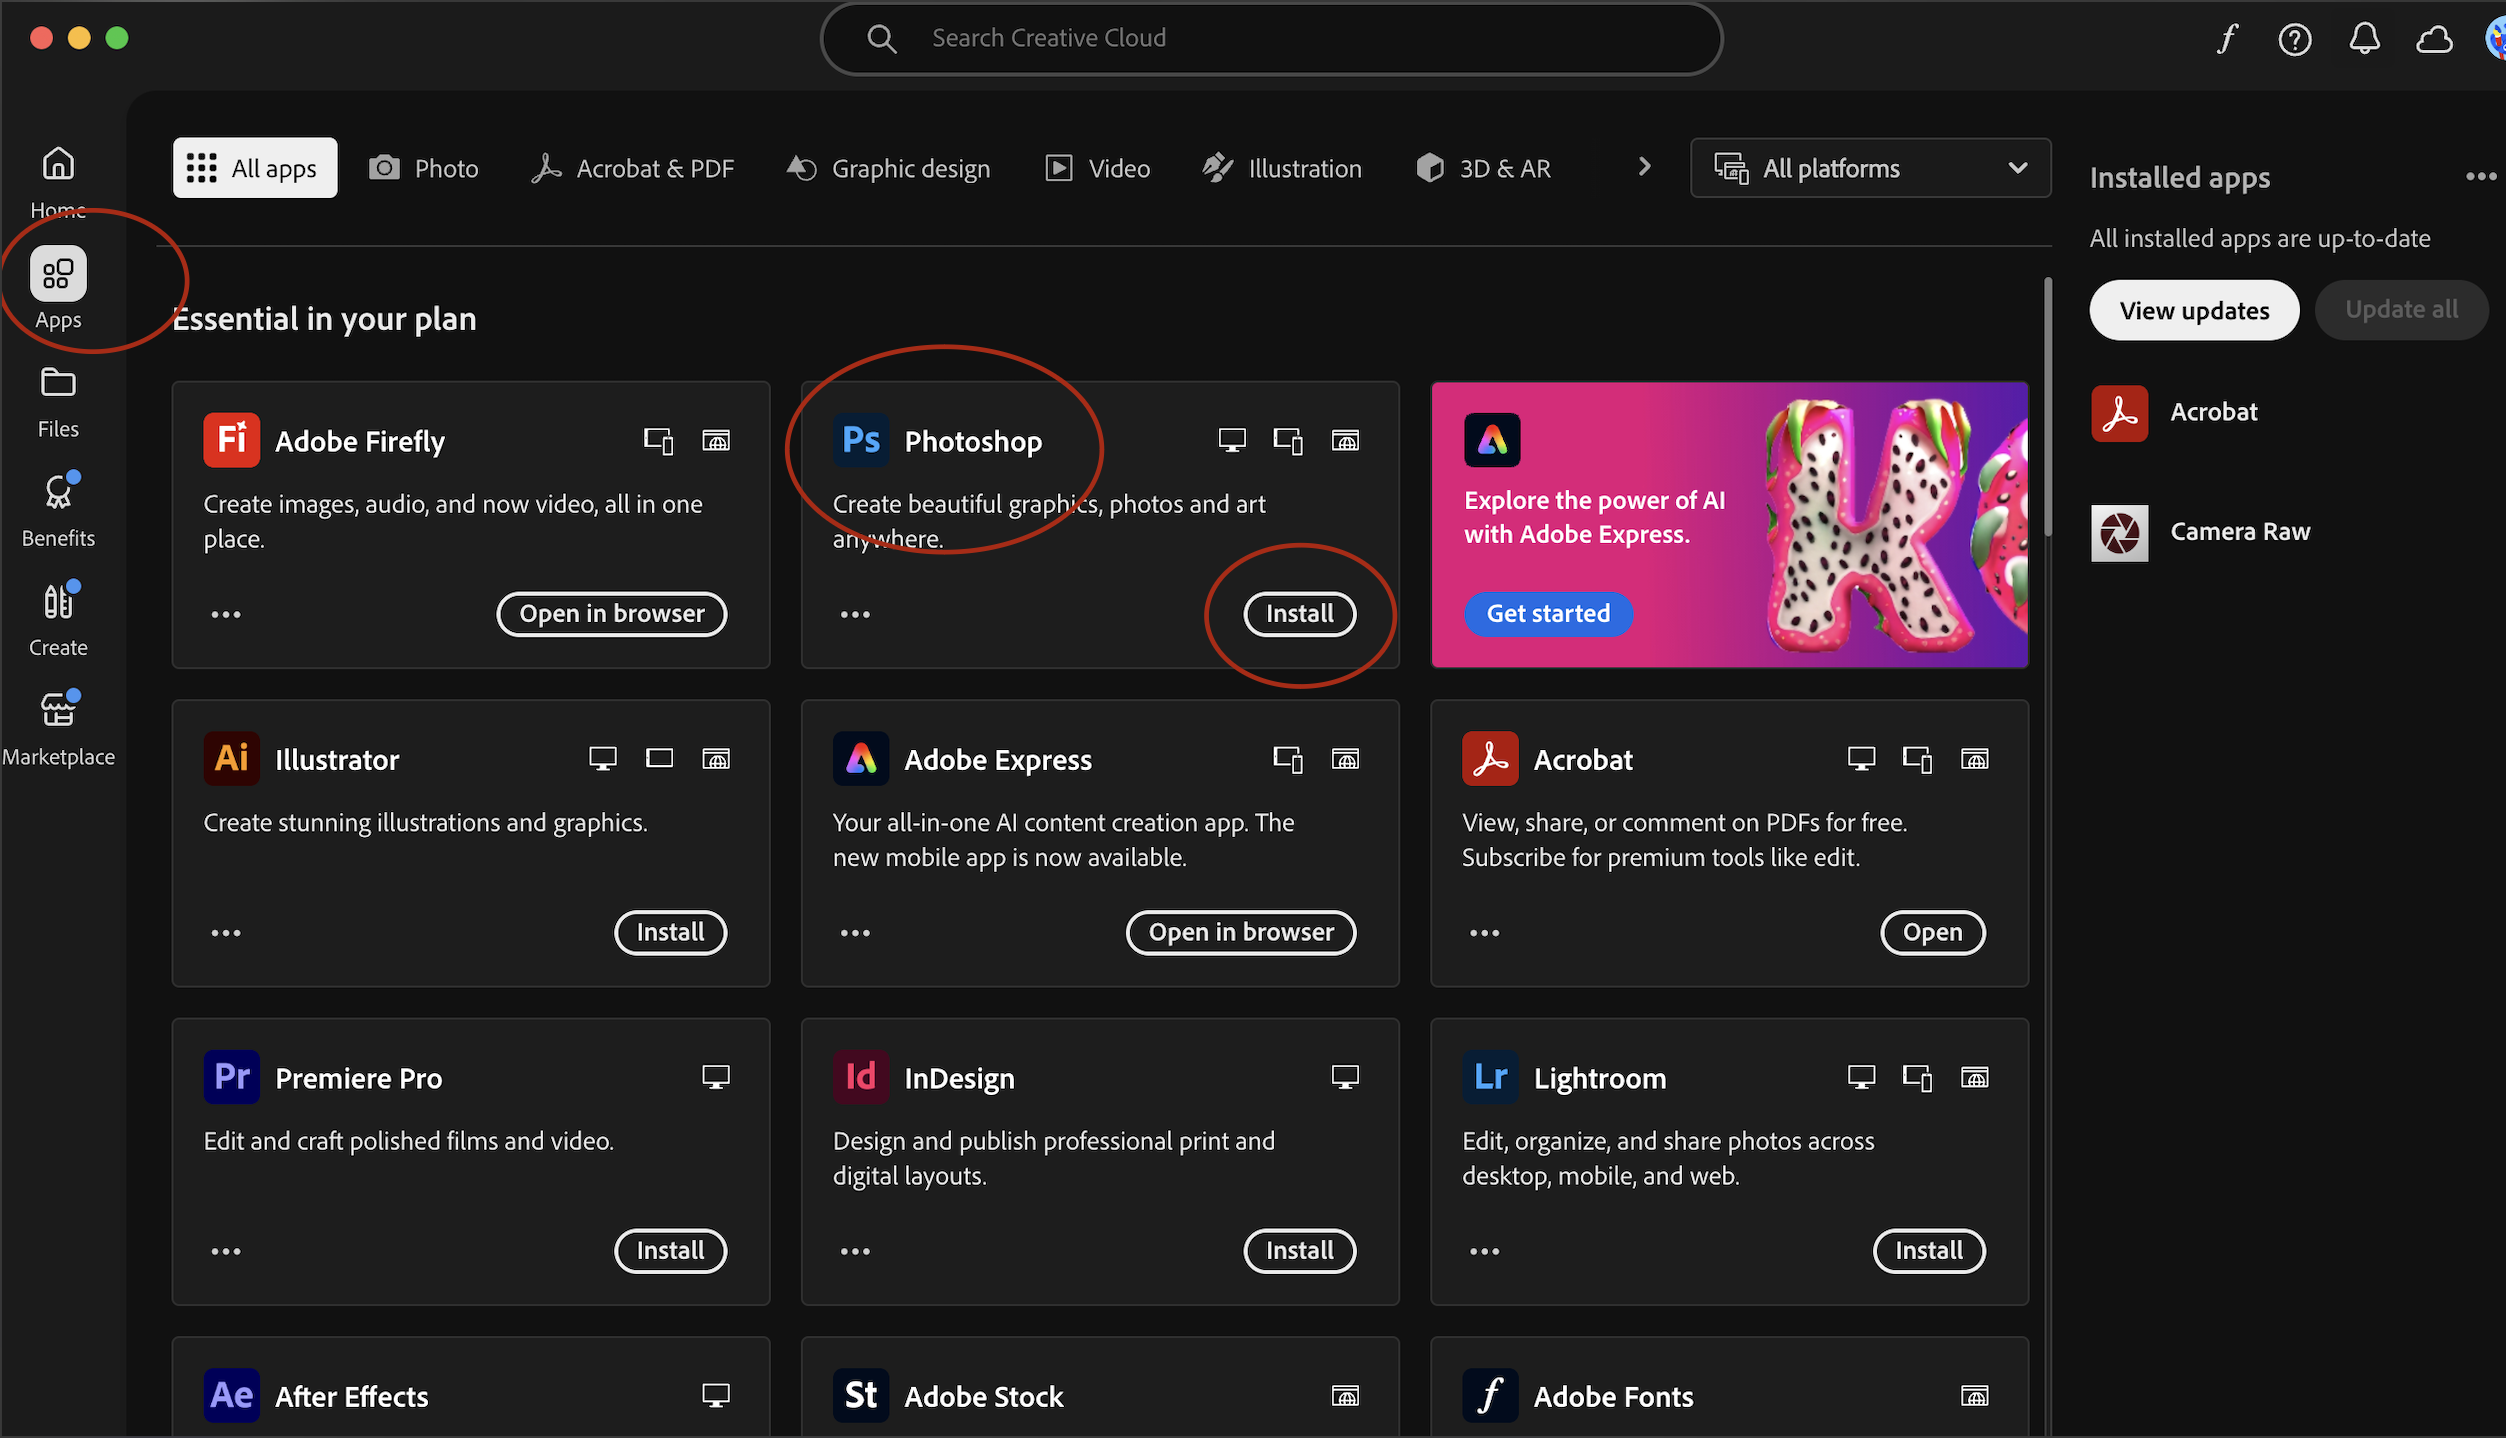 Search Creative Cloud
f
Home
Apps
Files
Benefits
Create
Marketplace
All apps
Photo
Acrobat & PDF
Graphic design
Video
Illustration
3D & AR
All platforms
Essential in your plan
Fi
Adobe Firefly
Create images, audio, and now video, all in one
place.
Open in browser
Ps
Photoshop
Create beautiful graphics, photos and art
anywhere.
Install
Explore the power of AI
with Adobe Express.
Get started
K
Ai
Illustrator
Create stunning illustrations and graphics.
Install
Adobe Express
Your all-in-one AI content creation app. The
new mobile app is now available.
Open in browser
Acrobat
View, share, or comment on PDFs for free.
Subscribe for premium tools like edit.
Open
Pr
Premiere Pro
Edit and craft polished films and video.
Install
Id
InDesign
Design and publish professional print and
digital layouts.
Install
Lr
Lightroom
Edit, organize, and share photos across
desktop, mobile, and web.
Install
Ae
After Effects
St
Adobe Stock
f
Adobe Fonts
Installed apps
All installed apps are up-to-date
View updates
Update all
Acrobat
Camera Raw